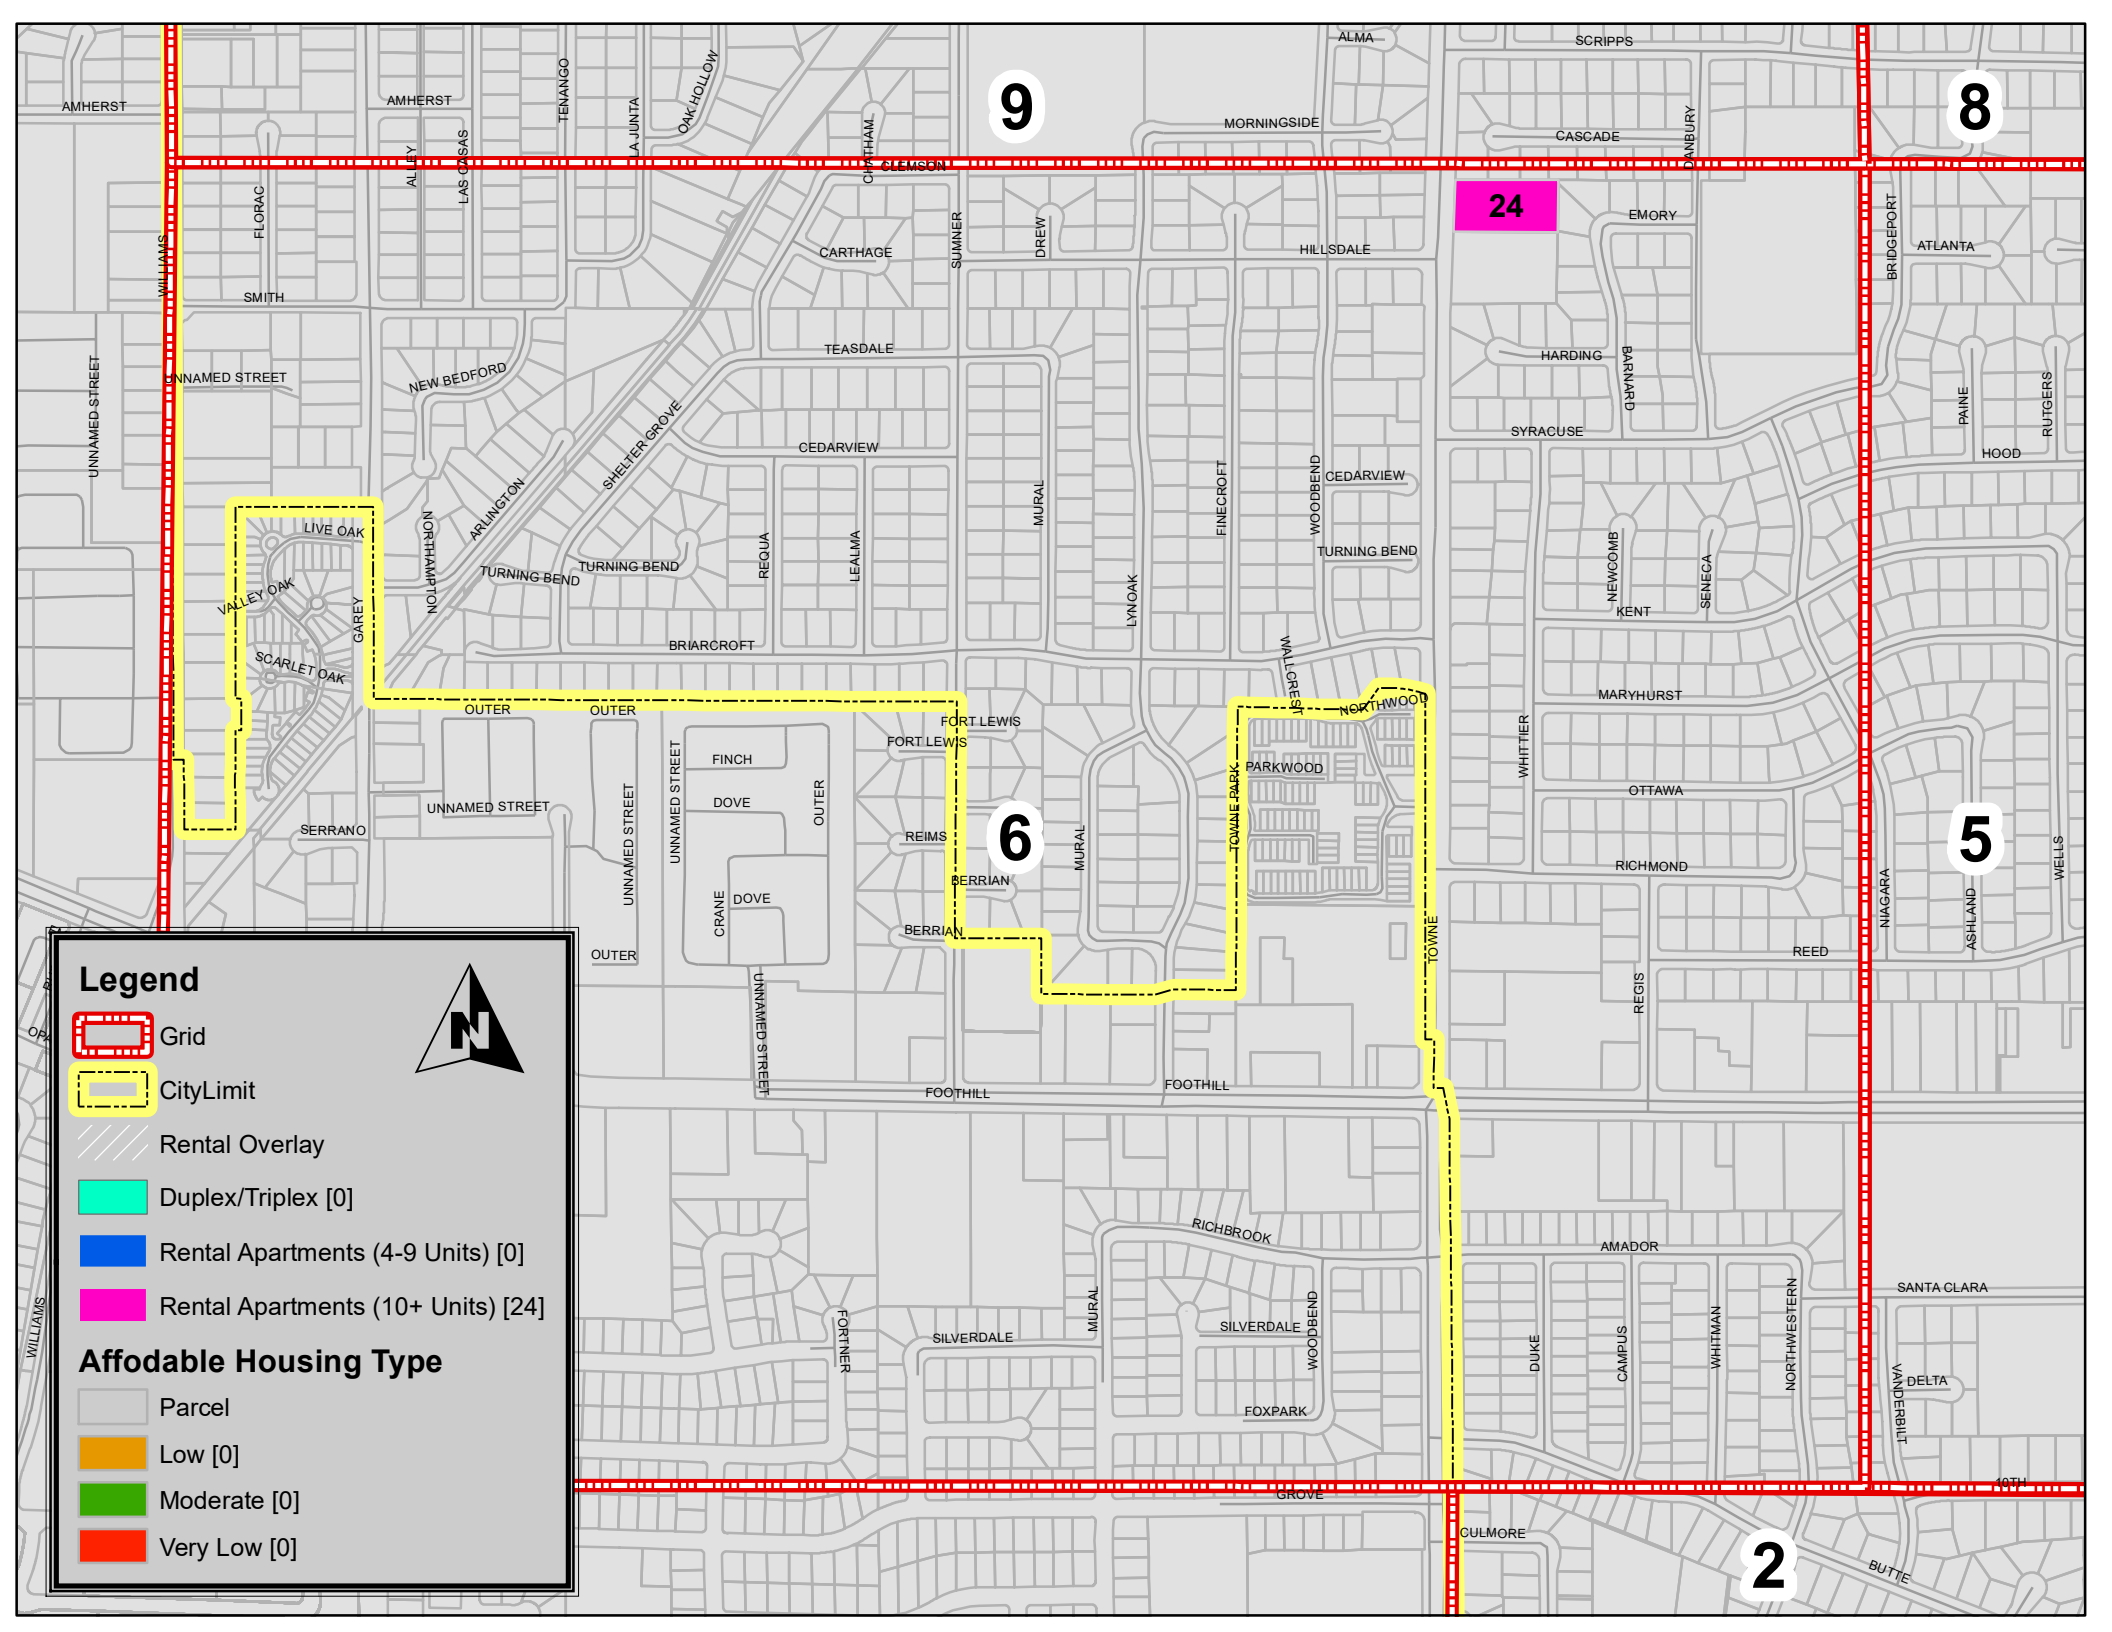 ALMA
SCRIPPS
AMHERST
AMHERST
TENANGO
LA JUNTA
OAK HOLLOW
9
8
MORNINGSIDE
CASCADE
DANBURY
ALLEY
LAS CASAS
CHATHAM
CLEMSON
FLORAC
24
EMORY
BRIDGEPORT
ATLANTA
WILLIAMS
CARTHAGE
SUMNER
DREW
HILLSDALE
SMITH
UNNAMED STREET
UNNAMED STREET
NEW BEDFORD
TEASDALE
HARDING
BARNARD
PAINE
RUTGERS
SHELTER GROVE
CEDARVIEW
SYRACUSE
HOOD
CEDARVIEW
WOODBEND
FINECROFT
MURAL
ARLINGTON
NORTHAMPTON
LIVE OAK
VALLEY OAK
GAREY
SCARLET OAK
TURNING BEND
TURNING BEND
REQUA
LEALMA
TURNING BEND
NEWCOMB
SENECA
KENT
LYNOAK
BRIARCROFT
WALLCREST
NORTHWOOD
MARYHURST
OUTER
OUTER
FORT LEWIS
FORT LEWIS
WHITTIER
UNNAMED STREET
FINCH
DOVE
OUTER
PARKWOOD
TOWNE PARK
OTTAWA
UNNAMED STREET
UNNAMED STREET
SERRANO
REIMS
6
MURAL
5
WELLS
RICHMOND
BERRIAN
NIAGARA
ASHLAND
CRANE
DOVE
BERRIAN
TOWNE
REED
OUTER
REGIS
UNNAMED STREET
FOOTHILL
FOOTHILL
Legend
N
Grid
CityLimit
Rental Overlay
Duplex/Triplex [0]
Rental Apartments (4-9 Units) [0]
Rental Apartments (10+ Units) [24]
Affodable Housing Type
Parcel
Low [0]
Moderate [0]
Very Low [0]
WILLIAMS
RICHBROOK
AMADOR
SANTA CLARA
MURAL
FORTNER
SILVERDALE
SILVERDALE
WOODBEND
DUKE
CAMPUS
WHITMAN
NORTHWESTERN
VANDERBILT
DELTA
FOXPARK
GROVE
10TH
CULMORE
2
BUTTE